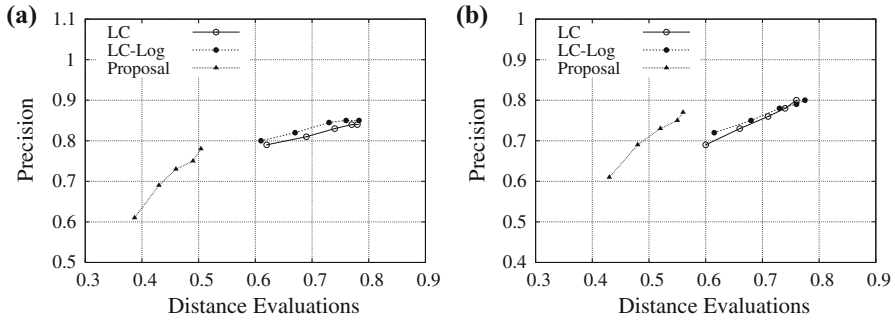 (a)
LC
LC-Log
Proposal
1.1
1
0.9
0.8
0.7
0.6
0.5
Precision
0.3 0.4 0.5 0.6 0.7 0.8 0.9
Distance Evaluations
(b)
LC
LC-Log
Proposal
1
0.9
0.8
0.7
0.6
0.5
0.4
Precision
0.3 0.4 0.5 0.6 0.7 0.8 0.9
Distance Evaluations